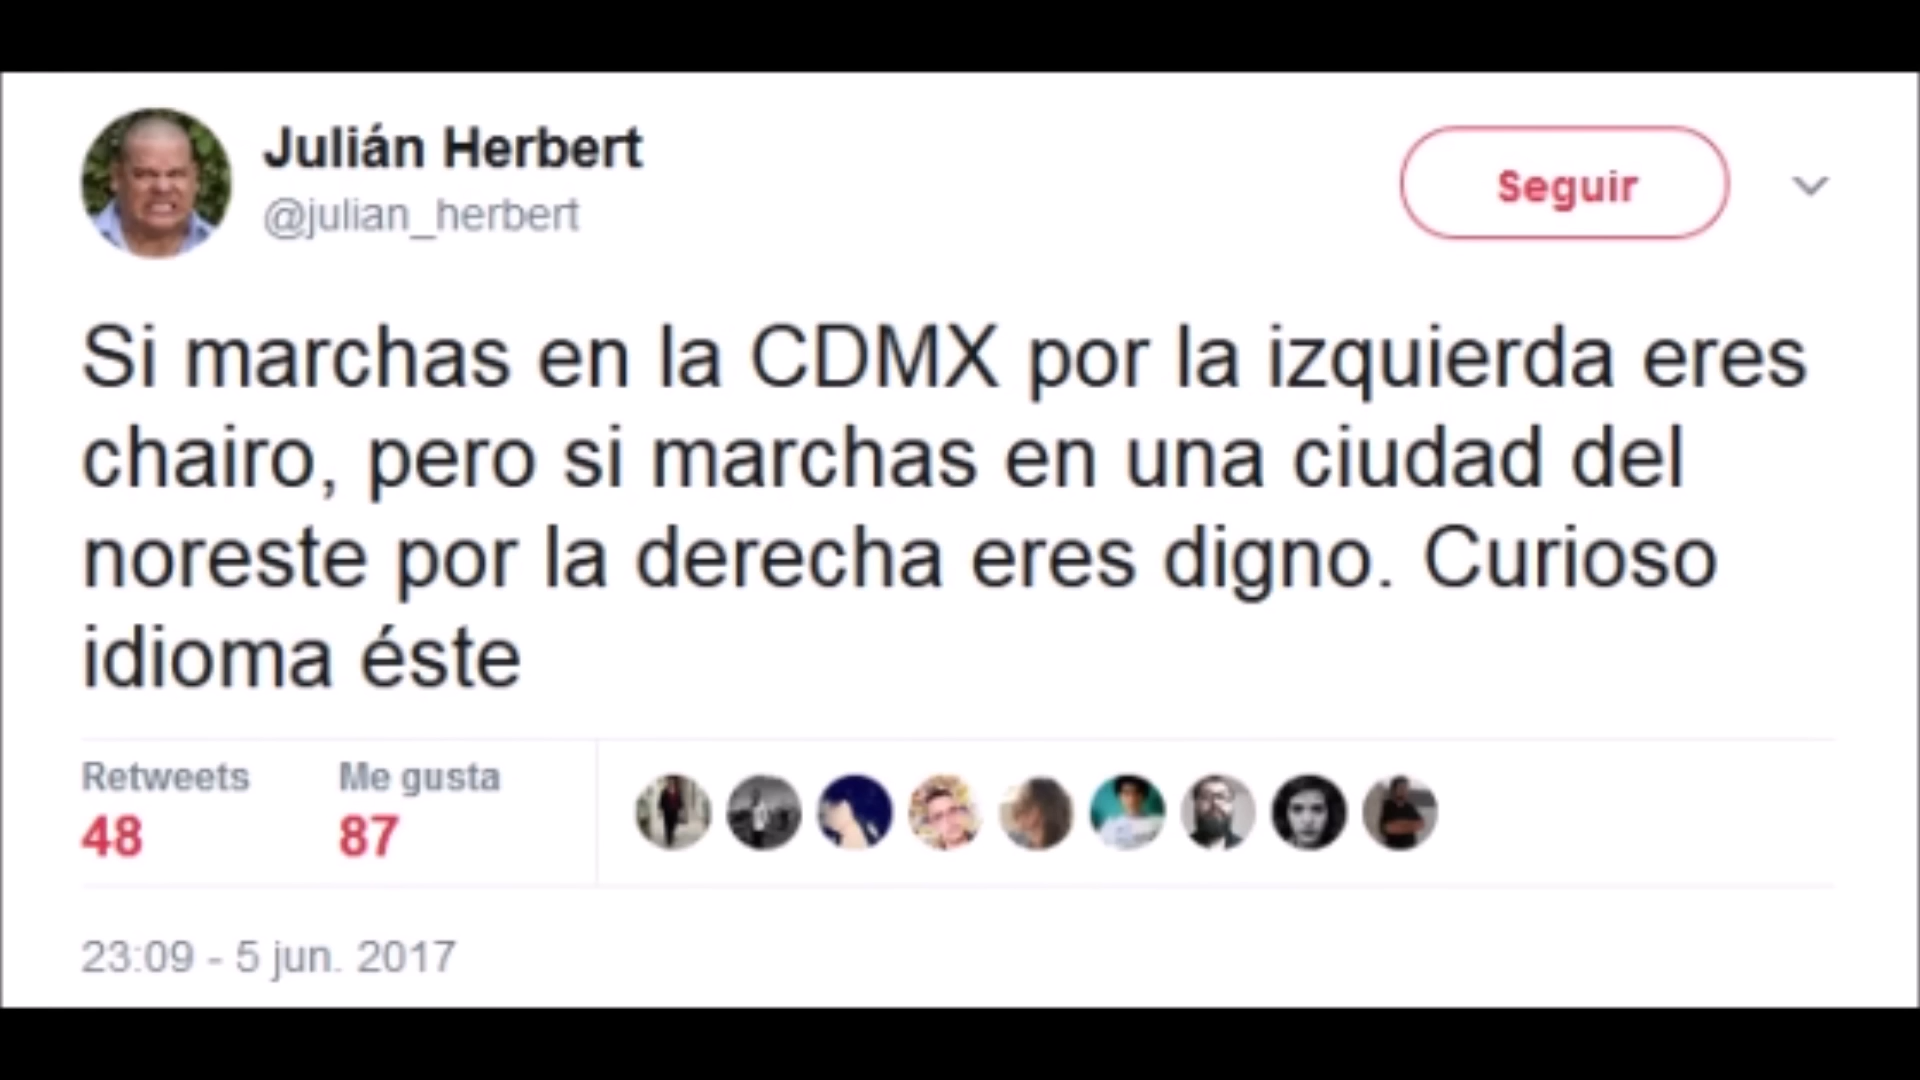 Julián Herbert
@julian_herbert
Seguir
Si marchas en la CDMX por la izquierda eres
chairo, pero si marchas en una ciudad del
noreste por la derecha eres digno. Curioso
idioma éste
Retweets
Me gusta
48
87
23:09 - 5 jun. 2017